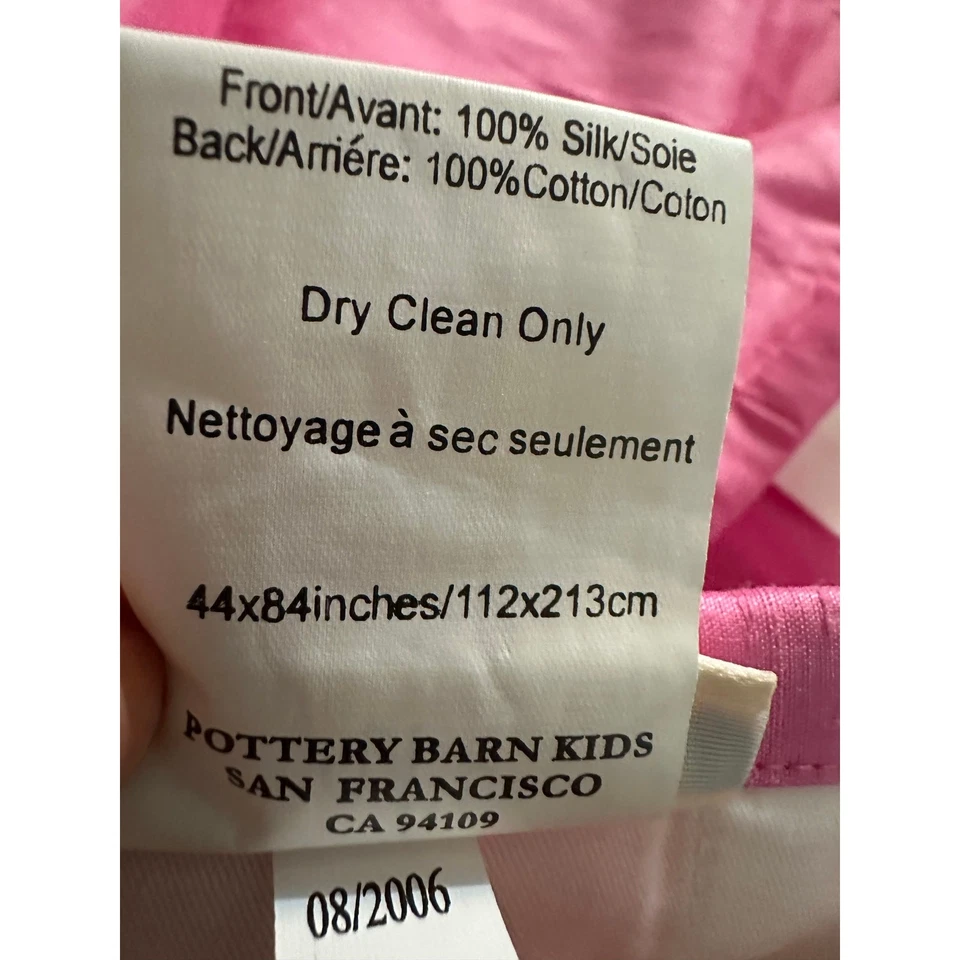 Front/Avant: 100% Silk/Soie
Back/Arriére: 100%Cotton/Coton
Dry Clean Only
Nettoyage à sec seulement
44x84inches/112x213cm
POTTERY BARN KIDS
SAN FRANCISCO
CA 94109
08/2006